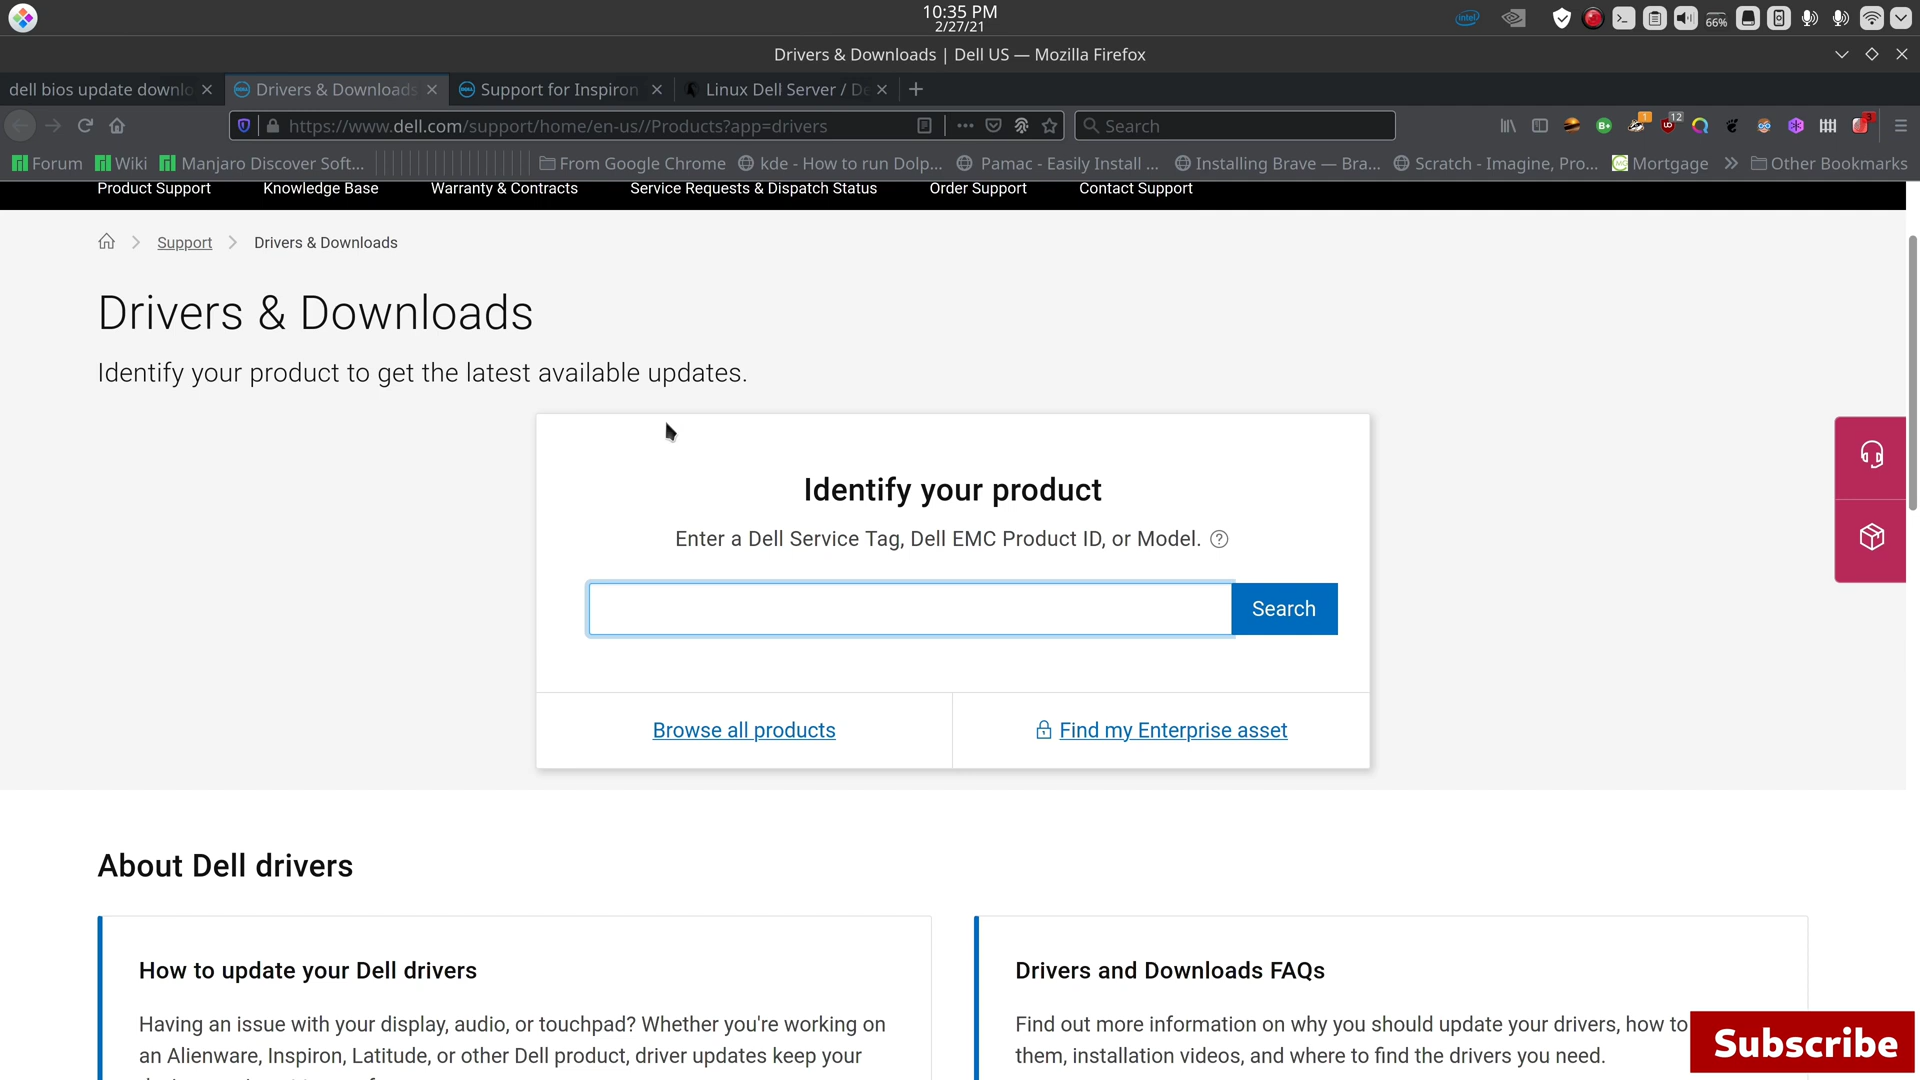 10:35 PM
2/27/21
intel
66%
Drivers & Downloads | Dell US — Mozilla Firefox
dell bios update downlo
Drivers & Downloads
Support for Inspiron
Linux Dell Server / De
https://www.dell.com/support/home/en-us//Products?app=drivers
Search
1
12
3
Forum
Wiki
Manjaro Discover Soft...
From Google Chrome
kde - How to run Dolp...
Pamac - Easily Install ...
Installing Brave — Bra...
Scratch - Imagine, Pro...
Mortgage
Other Bookmarks
Product Support
Knowledge Base
Warranty & Contracts
Service Requests & Dispatch Status
Order Support
Contact Support
Support
Drivers & Downloads
Drivers & Downloads
Identify your product to get the latest available updates.
Identify your product
Enter a Dell Service Tag, Dell EMC Product ID, or Model.
Search
Browse all products
Find my Enterprise asset
About Dell drivers
How to update your Dell drivers
Having an issue with your display, audio, or touchpad? Whether you're working on
an Alienware, Inspiron, Latitude, or other Dell product, driver updates keep your
Drivers and Downloads FAQs
Find out more information on why you should update your drivers, how to
them, installation videos, and where to find the drivers you need.
Subscribe